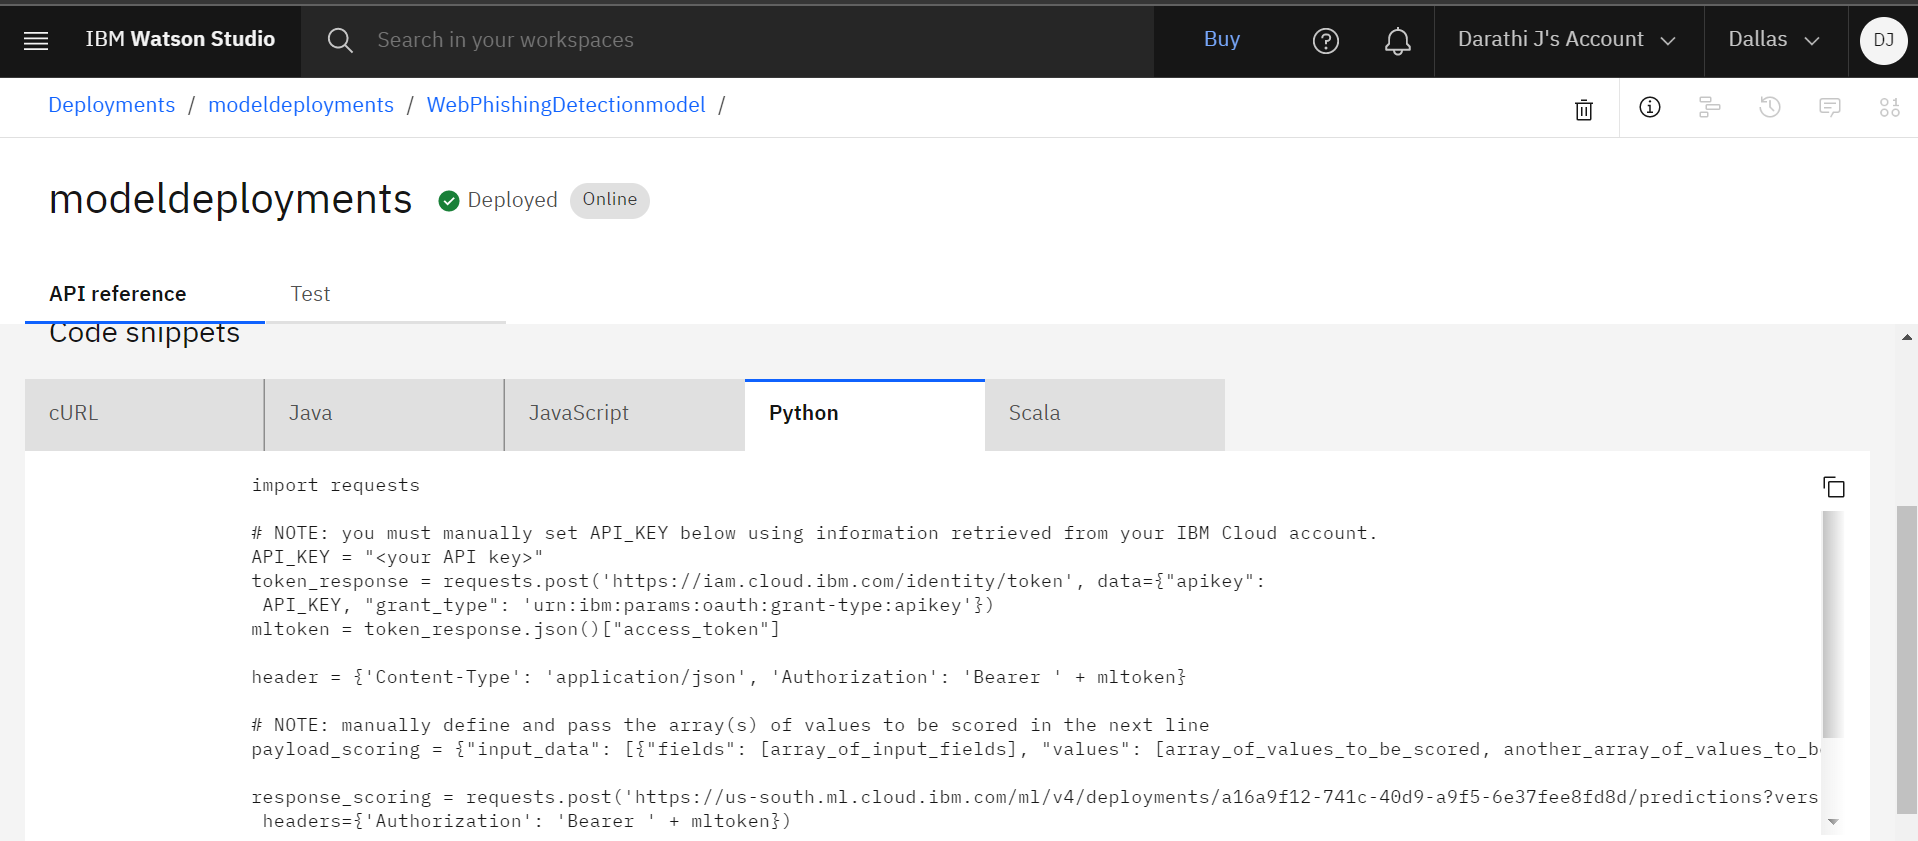 IBM Watson Studio
Search in your workspaces
Buy
Darathi J's Account
Dallas
DJ
Deployments / modeldeployments / WebPhishingDetectionmodel /
modeldeployments
Deployed
Online
API reference
Test
Code snippets
cURL
Java
JavaScript
Python
Scala
import requests
# NOTE: you must manually set API_KEY below using information retrieved from your IBM Cloud account.
API_KEY = "<your API key>"
token_response = requests.post('https://iam.cloud.ibm.com/identity/token', data={"apikey":
API_KEY, "grant_type": 'urn:ibm:params:oauth:grant-type:apikey'})
mltoken = token_response.json()["access_token"]
header = {'Content-Type': 'application/json', 'Authorization': 'Bearer ' + mltoken}
# NOTE: manually define and pass the array(s) of values to be scored in the next line
payload_scoring = {"input_data": [{"fields": [array_of_input_fields], "values": [array_of_values_to_be_scored, another_array_of_values_to_b
response_scoring = requests.post('https://us-south.ml.cloud.ibm.com/ml/v4/deployments/a16a9f12-741c-40d9-a9f5-6e37fee8fd8d/predictions?vers
headers={'Authorization': 'Bearer ' + mltoken})